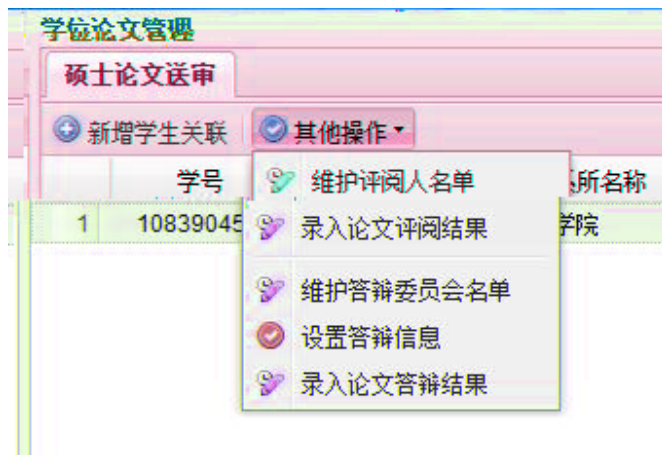 学位论文管理
硕士论文送审
新增学生关联 其他操作
学号 所名称
维护评阅人名单
1 10839045 学院
录入论文评阅结果
维护答辩委员会名单
设置答辩信息
录入论文答辩结果